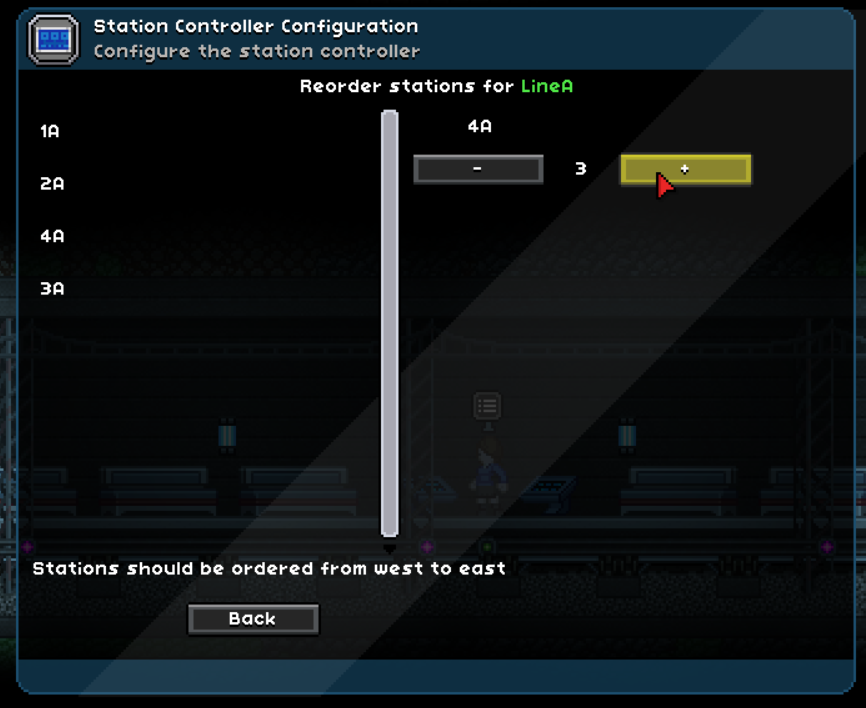 Station Controller Configuration
Configure the station controller
Reorder stations for LineA
1A
2A
4A
3A
4A
- 3 +
Stations should be ordered from west to east
Back